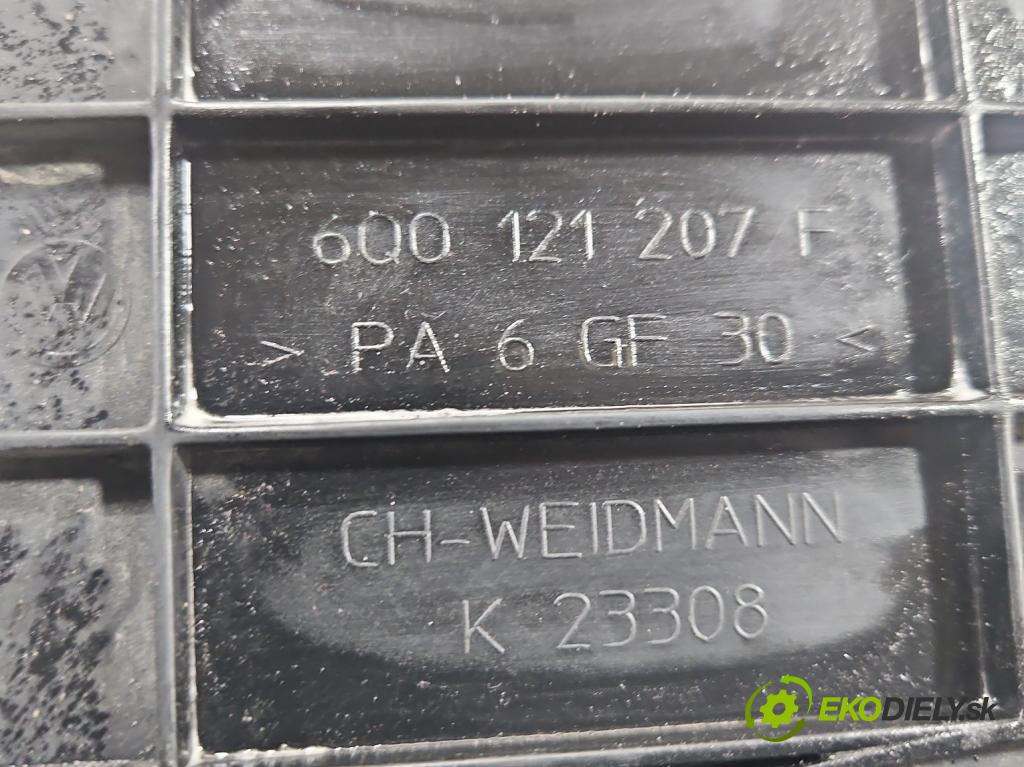 6Q0 121 207 F
> PA 6 GF 30 <
CH-WEIDMANN
K 23308
EKODIELY.sk